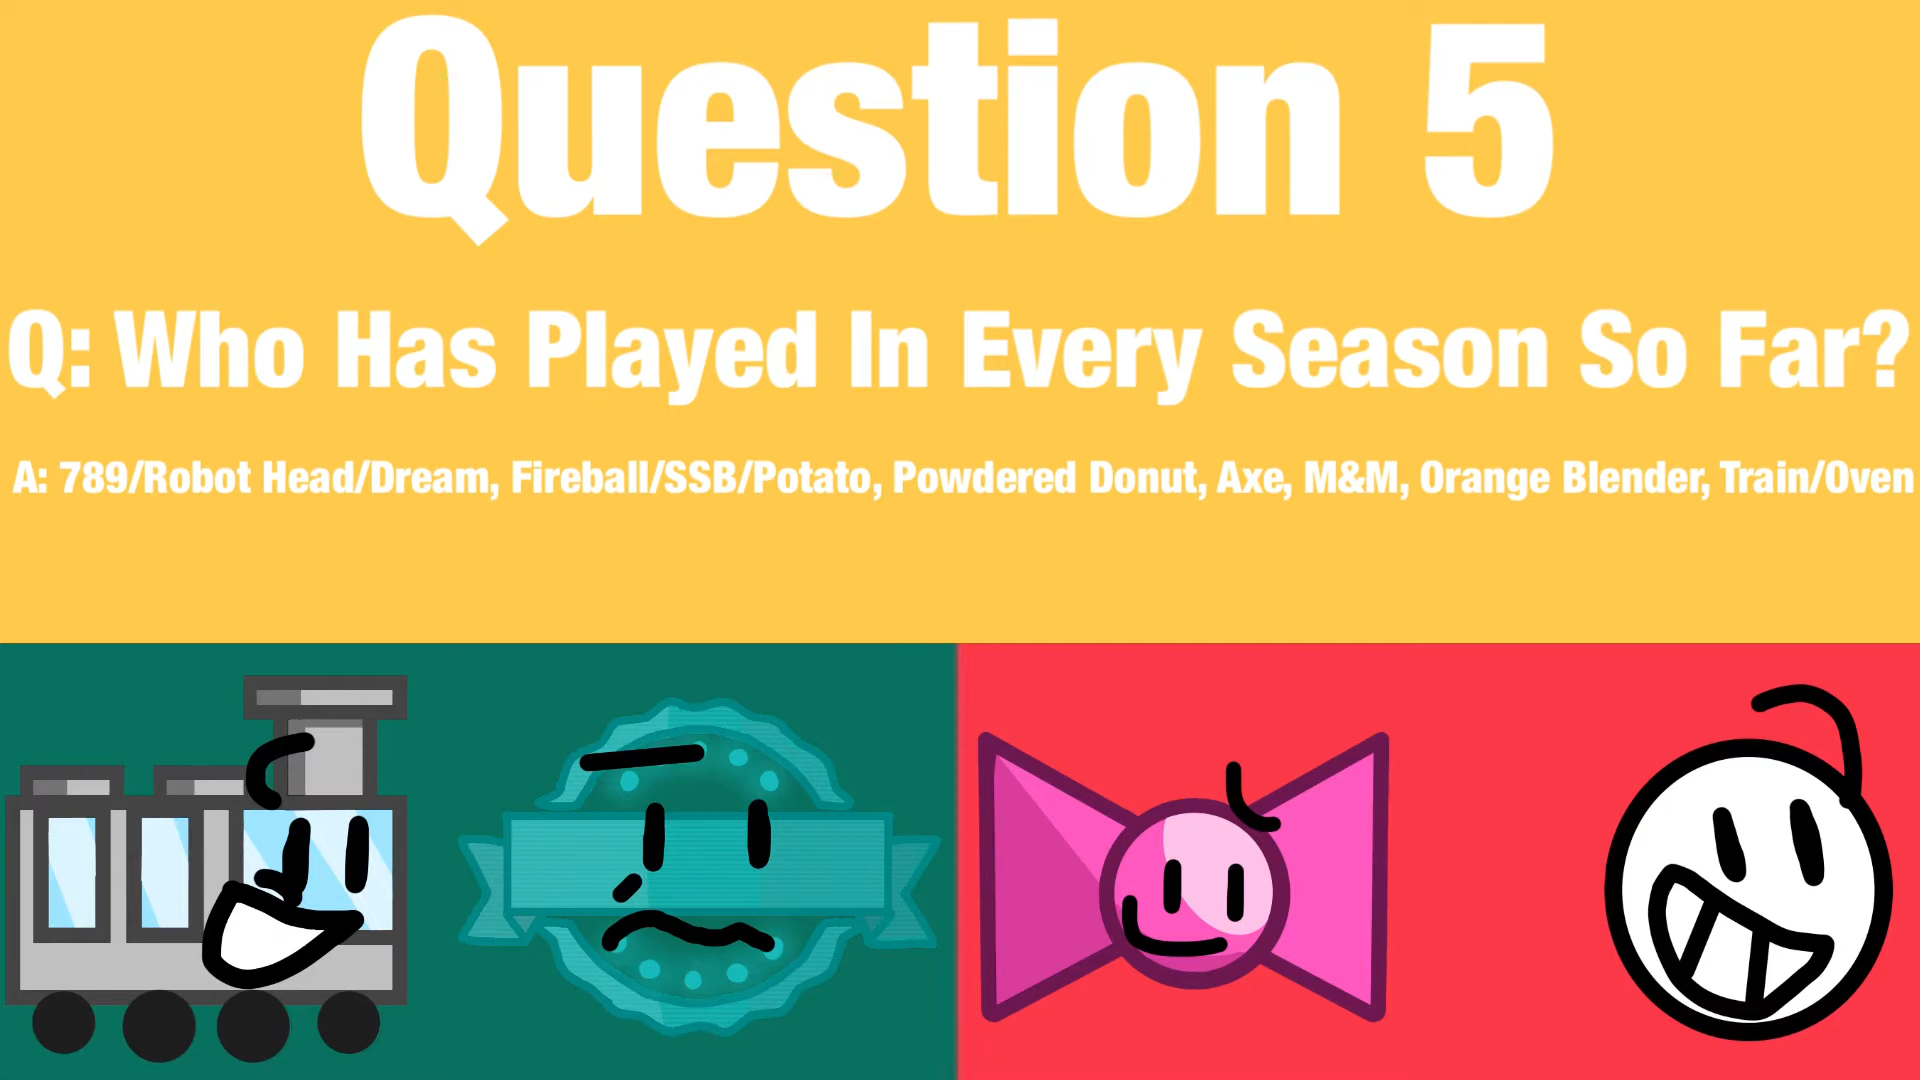 Question 5
Q: Who Has Played In Every Season So Far?
A: 789/Robot Head/Dream, Fireball/SSB/Potato, Powdered Donut, Axe, M&M, Orange Blender, Train/Oven